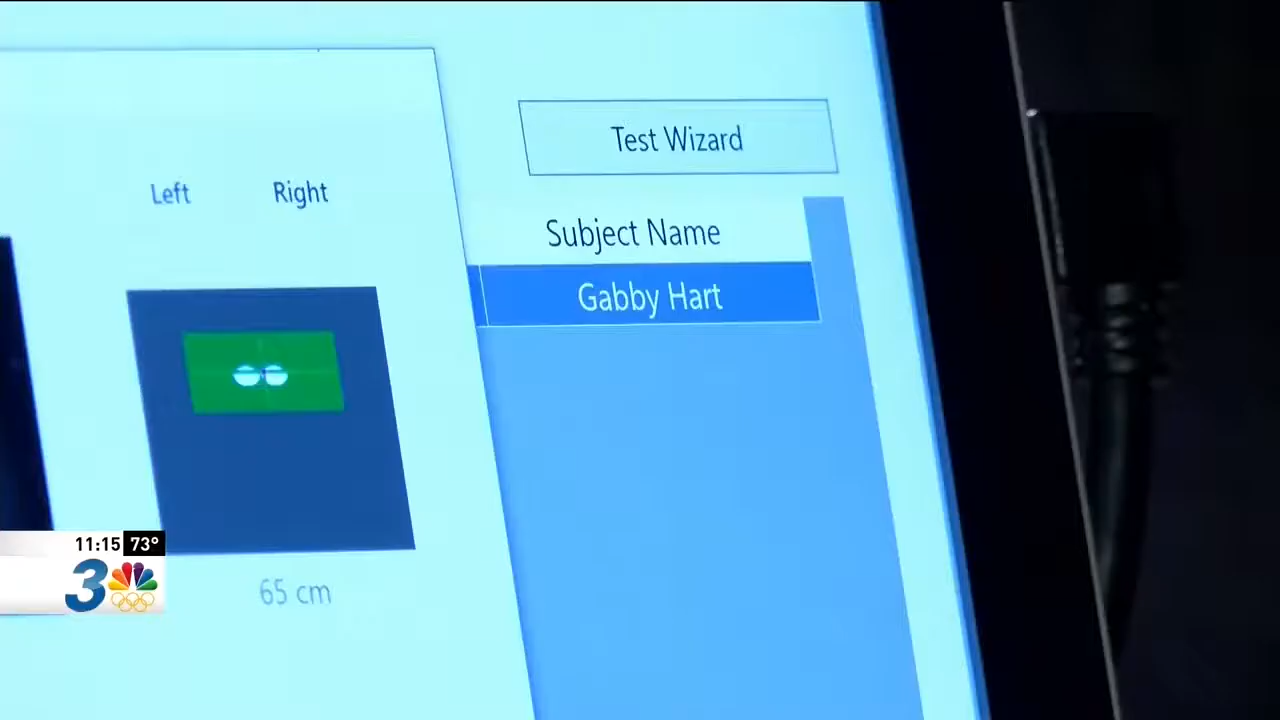 Test Wizard
Left Right
Subject Name
Gabby Hart
11:15 73°
3
65 cm